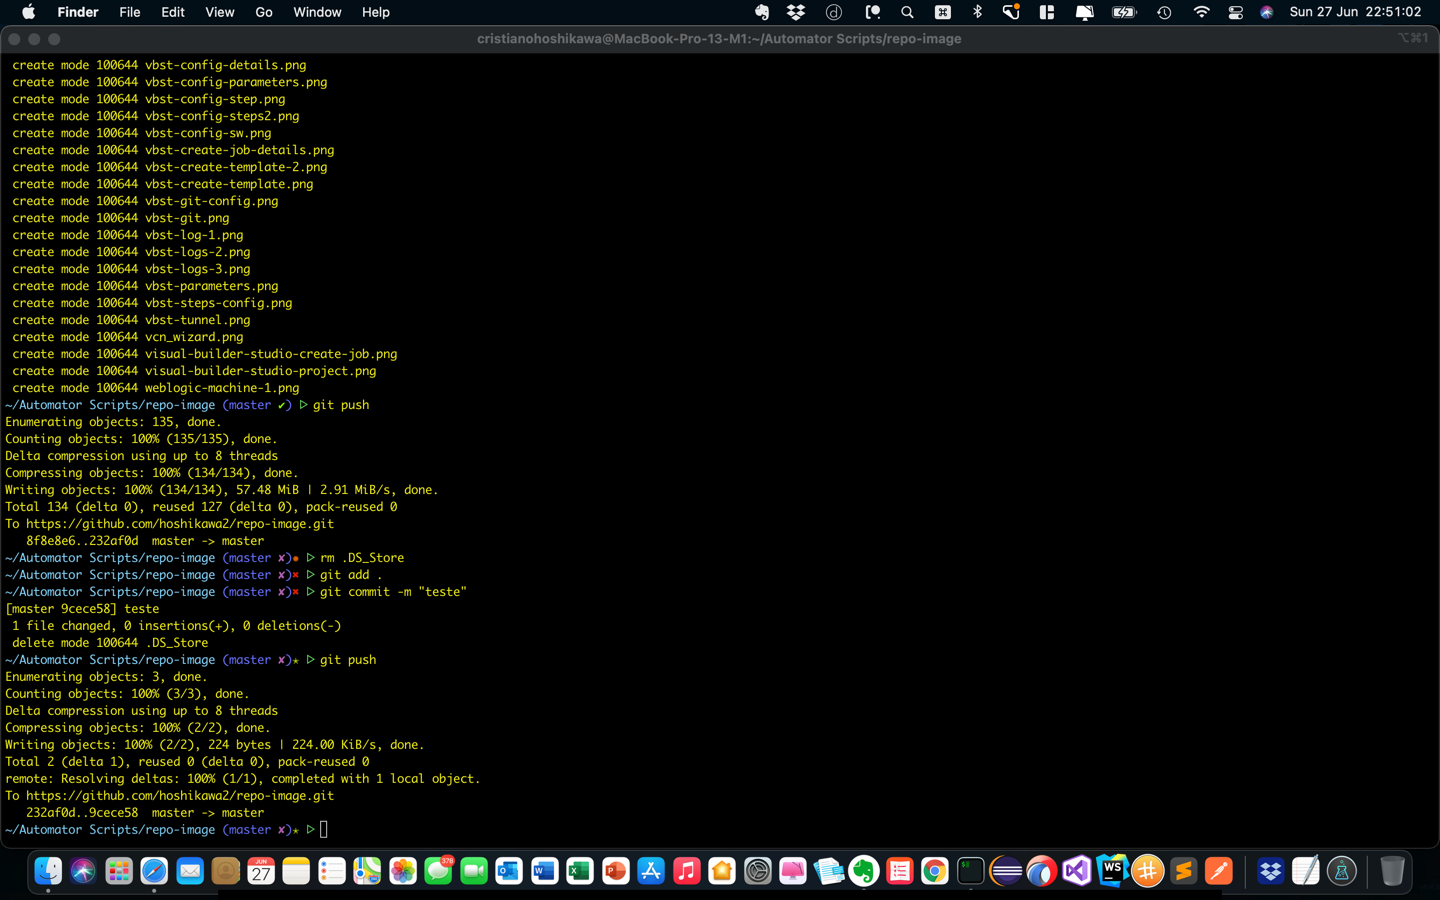 Finder File Edit View Go Window Help Sun 27 Jun 22:51:02
cristianohoshikawa@MacBook-Pro-13-M1:~/Automator Scripts/repo-image ⌥⌘1
create mode 100644 vbst-config-details.png
create mode 100644 vbst-config-parameters.png
create mode 100644 vbst-config-step.png
create mode 100644 vbst-config-steps2.png
create mode 100644 vbst-config-sw.png
create mode 100644 vbst-create-job-details.png
create mode 100644 vbst-create-template-2.png
create mode 100644 vbst-create-template.png
create mode 100644 vbst-git-config.png
create mode 100644 vbst-git.png
create mode 100644 vbst-log-1.png
create mode 100644 vbst-logs-2.png
create mode 100644 vbst-logs-3.png
create mode 100644 vbst-parameters.png
create mode 100644 vbst-steps-config.png
create mode 100644 vbst-tunnel.png
create mode 100644 vcn_wizard.png
create mode 100644 visual-builder-studio-create-job.png
create mode 100644 visual-builder-studio-project.png
create mode 100644 weblogic-machine-1.png
~/Automator Scripts/repo-image (master ✔) ▷ git push
Enumerating objects: 135, done.
Counting objects: 100% (135/135), done.
Delta compression using up to 8 threads
Compressing objects: 100% (134/134), done.
Writing objects: 100% (134/134), 57.48 MiB | 2.91 MiB/s, done.
Total 134 (delta 0), reused 127 (delta 0), pack-reused 0
To https://github.com/hoshikawa2/repo-image.git
8f8e8e6..232af0d master -> master
~/Automator Scripts/repo-image (master ✘)✹ ▷ rm .DS_Store
~/Automator Scripts/repo-image (master ✘)✖ ▷ git add .
~/Automator Scripts/repo-image (master ✘)✖ ▷ git commit -m "teste"
[master 9cece58] teste
1 file changed, 0 insertions(+), 0 deletions(-)
delete mode 100644 .DS_Store
~/Automator Scripts/repo-image (master ✘)★ ▷ git push
Enumerating objects: 3, done.
Counting objects: 100% (3/3), done.
Delta compression using up to 8 threads
Compressing objects: 100% (2/2), done.
Writing objects: 100% (2/2), 224 bytes | 224.00 KiB/s, done.
Total 2 (delta 1), reused 0 (delta 0), pack-reused 0
remote: Resolving deltas: 100% (1/1), completed with 1 local object.
To https://github.com/hoshikawa2/repo-image.git
232af0d..9cece58 master -> master
~/Automator Scripts/repo-image (master ✘)★ ▷
JUN
27
376
WS